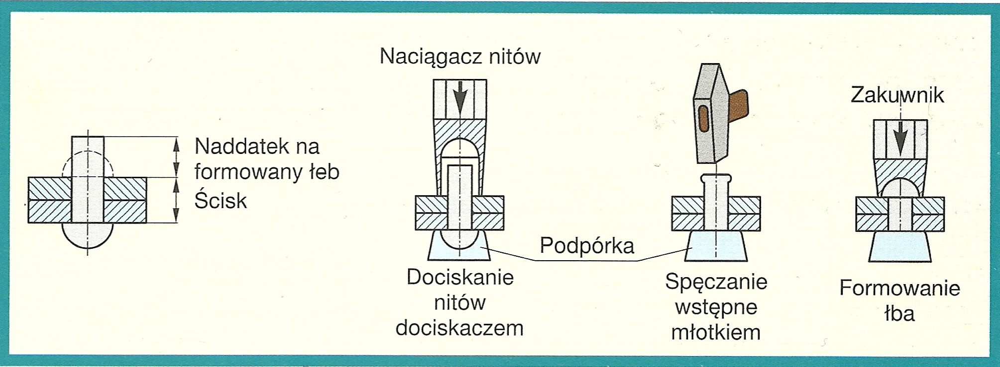 Naddatek na
formowany łeb
Ścisk
Naciągacz nitów
Dociskanie
nitów
dociskaczem
Podpórka
Spęczanie
wstępne
młotkiem
Zakuwnik
Formowanie
łba